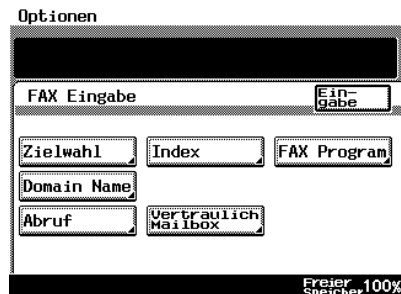 Optionen
FAX Eingabe
Ein-
gabe
Zielwahl
Index
FAX Program
Domain Name
Abruf
Vertraulich
Mailbox
Freier
Speicher 100%